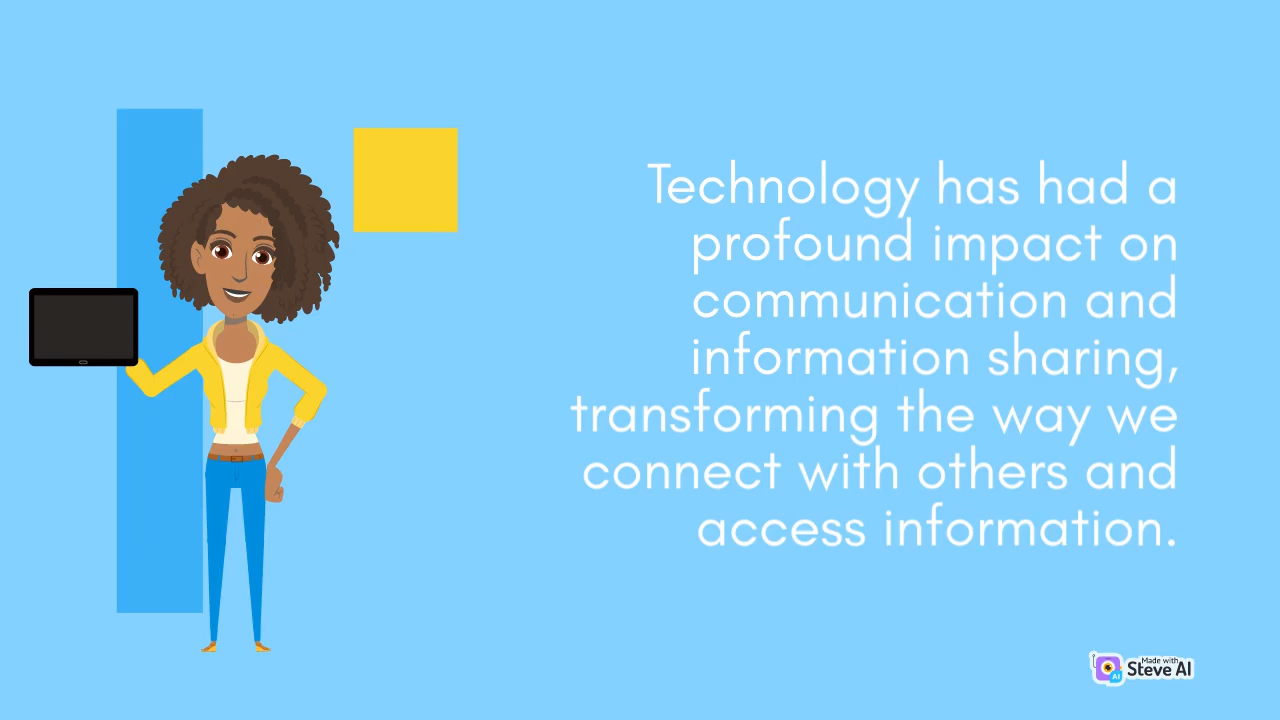 Technology has had a
profound impact on
communication and
information sharing,
transforming the way we
connect with others and
access information.
Made with
Steve AI
AI